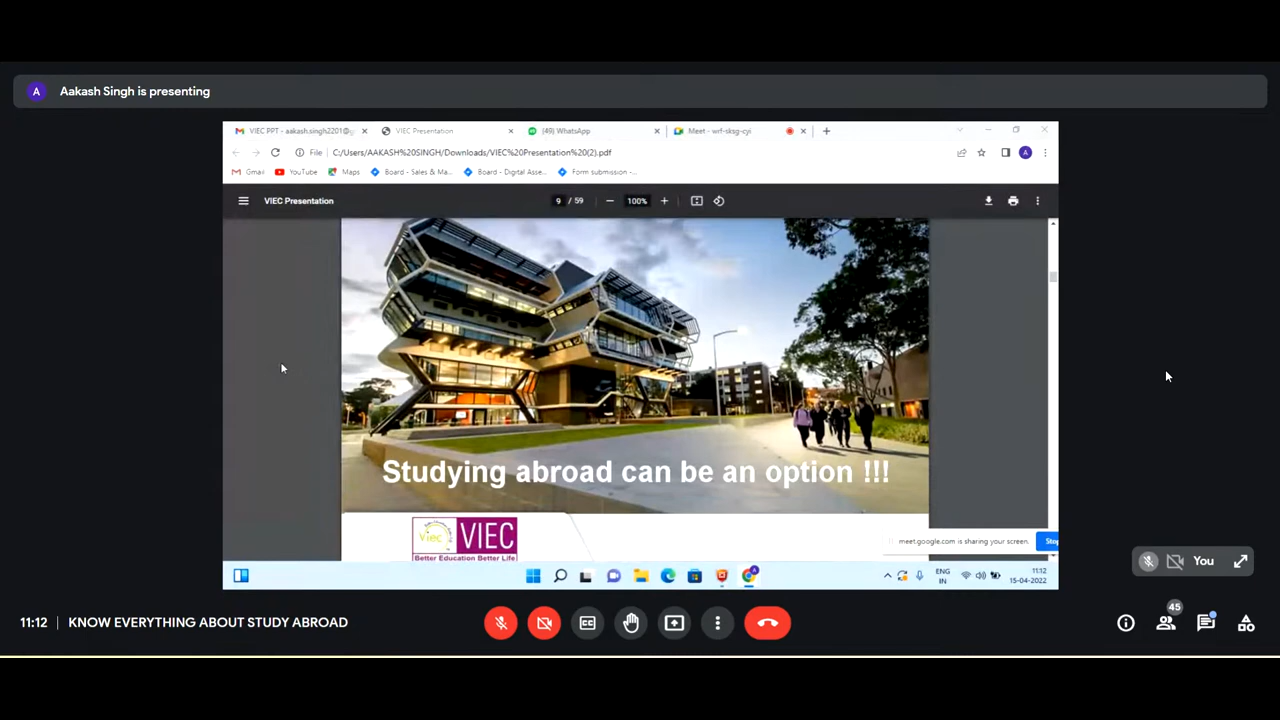 A Aakash Singh is presenting
VIEC PPT - aakash.singh2201@g
VIEC Presentation
(49) WhatsApp
Meet - wrf-sksg-cyi
File C:/Users/AAKASH%20SINGH/Downloads/VIEC%20Presentation%20(2).pdf
A
Gmail YouTube Maps Board - Sales & Ma... Board - Digital Asse... Form submission -...
VIEC Presentation 9 / 59 100%
Studying abroad can be an option !!!
Viec VIEC
Better Education Better Life
meet.google.com is sharing your screen.
You
ENG
IN
11:12
15-04-2022
11:12 | KNOW EVERYTHING ABOUT STUDY ABROAD
CC
45